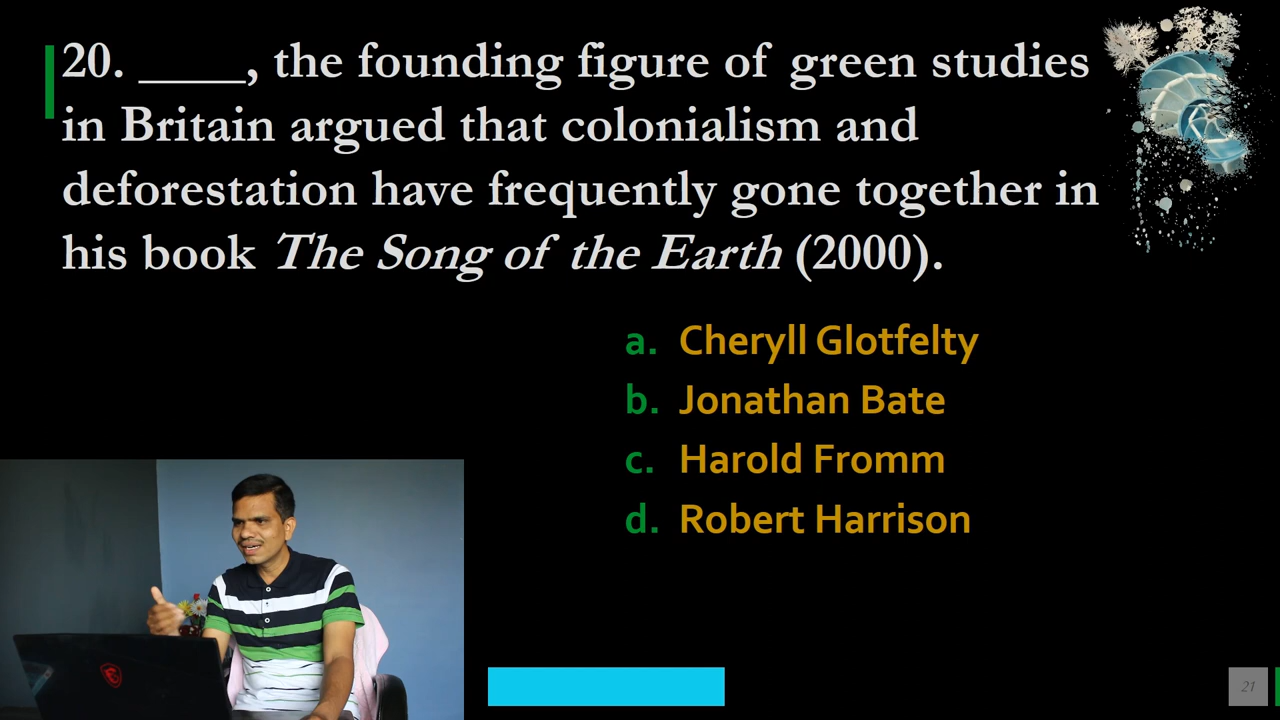 20. ____, the founding figure of green studies
in Britain argued that colonialism and
deforestation have frequently gone together in
his book The Song of the Earth (2000).
a. Cheryll Glotfelty
b. Jonathan Bate
c. Harold Fromm
d. Robert Harrison
21